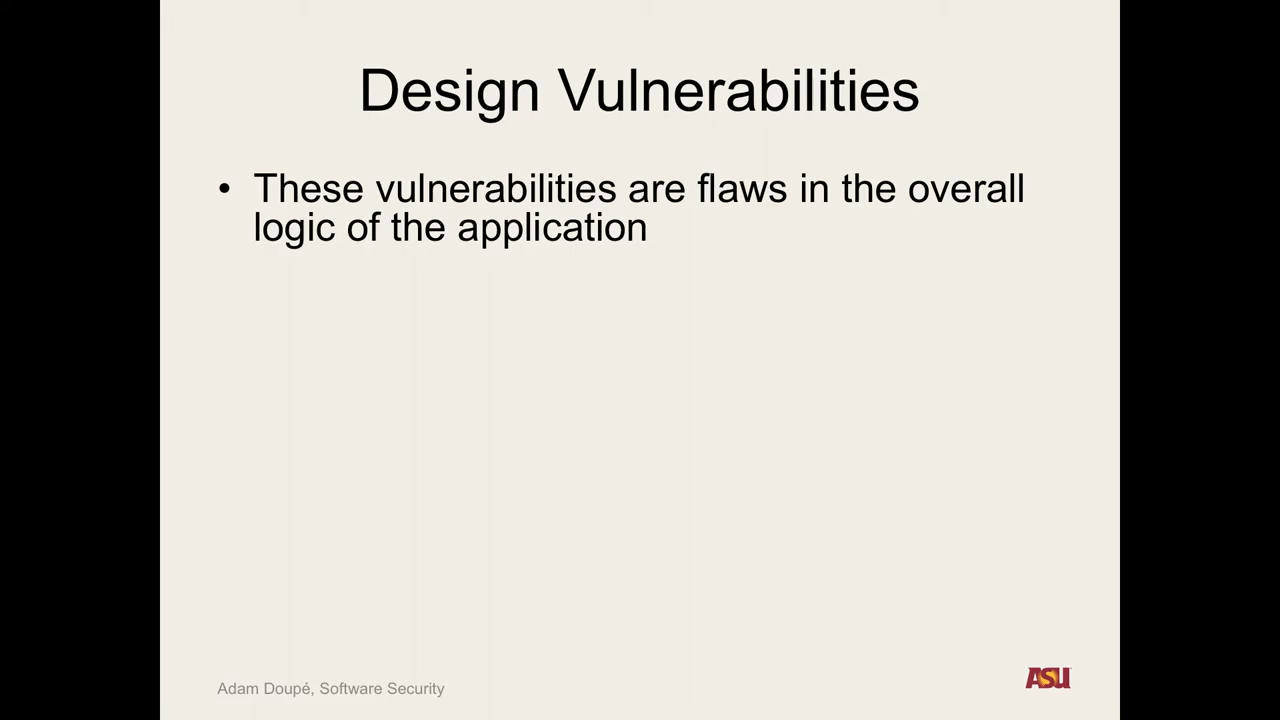 Design Vulnerabilities
• These vulnerabilities are flaws in the overall
logic of the application
Adam Doupé, Software Security
ASU